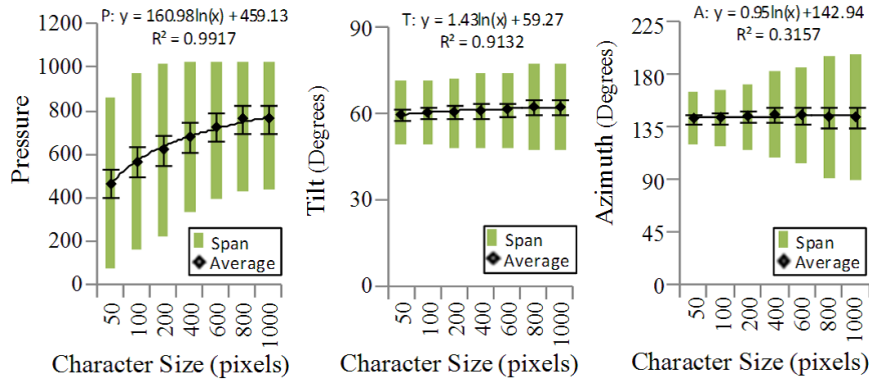 P: y = 160.98ln(x) + 459.13
R² = 0.9917
1200
1000
800
600
400
200
0
Pressure
Span
Average
50
100
200
400
600
800
1000
Character Size (pixels)
T: y = 1.43ln(x) + 59.27
R² = 0.9132
90
60
30
0
Tilt (Degrees)
Span
Average
50
100
200
400
600
800
1000
Character Size (pixels)
A: y = 0.95ln(x) + 142.94
R² = 0.3157
225
180
135
90
45
0
Azimuth (Degrees)
Span
Average
50
100
200
400
600
800
1000
Character Size (pixels)